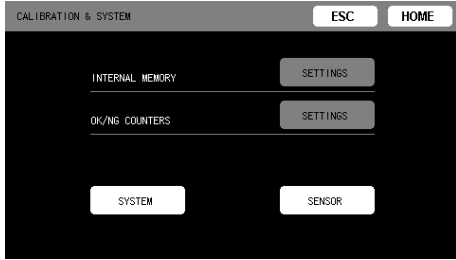 CALIBRATION & SYSTEM ESC HOME
INTERNAL MEMORY SETTINGS
OK/NG COUNTERS SETTINGS
SYSTEM SENSOR